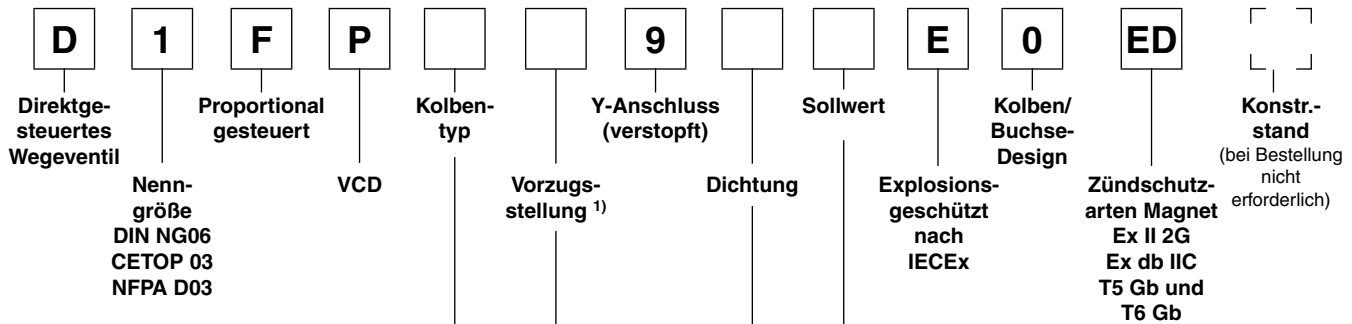 D 1 F P 9 E 0 ED
Direktge-
steuertes
Wegeventil
Nenn-
größe
DIN NG06
CETOP 03
NFPA D03
Proportional
gesteuert
VCD
Kolben-
typ
Vorzugs-
stellung 1)
Y-Anschluss
(verstopft)
Dichtung
Sollwert
Explosions-
geschützt
nach
IECEx
Kolben/
Buchse-
Design
Zündschutz-
arten Magnet
Ex II 2G
Ex db IIC
T5 Gb und
T6 Gb
Konstr.-
stand
(bei Bestellung
nicht
erforderlich)